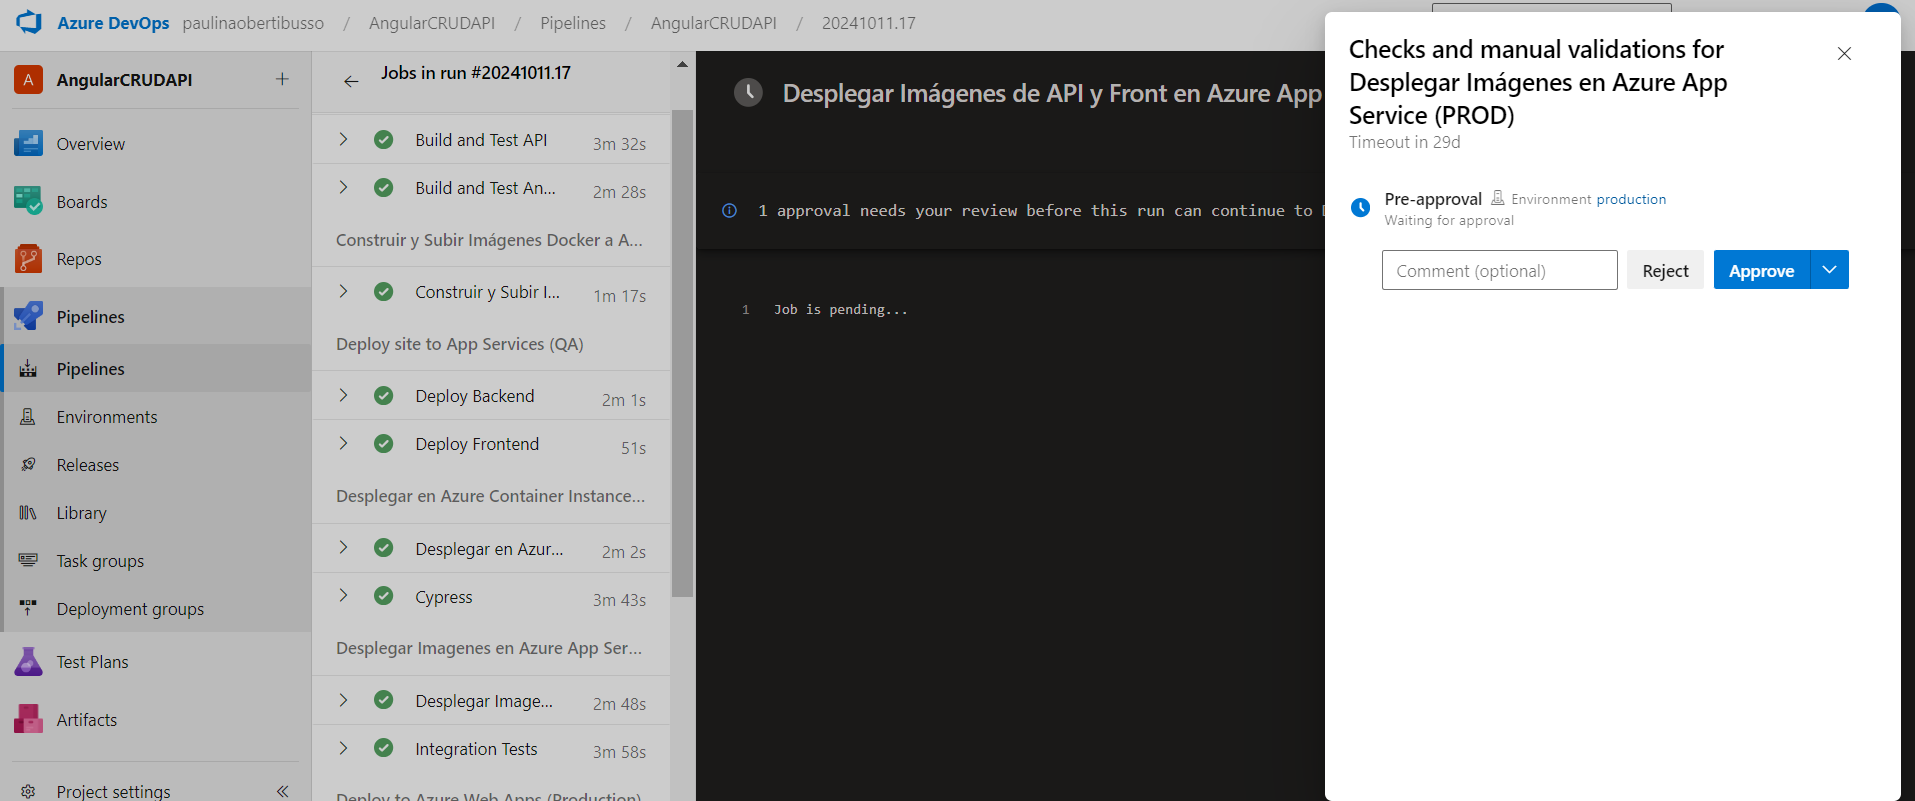 Azure DevOps paulinaobertibusso / AngularCRUDAPI / Pipelines / AngularCRUDAPI / 20241011.17
A AngularCRUDAPI +
Overview
Boards
Repos
Pipelines
Pipelines
Environments
Releases
Library
Task groups
Deployment groups
Test Plans
Artifacts
Project settings
Jobs in run #20241011.17
Build and Test API 3m 32s
Build and Test An... 2m 28s
Construir y Subir Imágenes Docker a A...
Construir y Subir I... 1m 17s
Deploy site to App Services (QA)
Deploy Backend 2m 1s
Deploy Frontend 51s
Desplegar en Azure Container Instance...
Desplegar en Azur... 2m 2s
Cypress 3m 43s
Desplegar Imagenes en Azure App Ser...
Desplegar Image... 2m 48s
Integration Tests 3m 58s
Deploy to Azure Web Apps (Production)
Desplegar Imágenes de API y Front en Azure App
1 approval needs your review before this run can continue to
1 Job is pending...
Checks and manual validations for
Desplegar Imágenes en Azure App
Service (PROD)
Timeout in 29d
Pre-approval Environment production
Waiting for approval
Comment (optional) Reject Approve